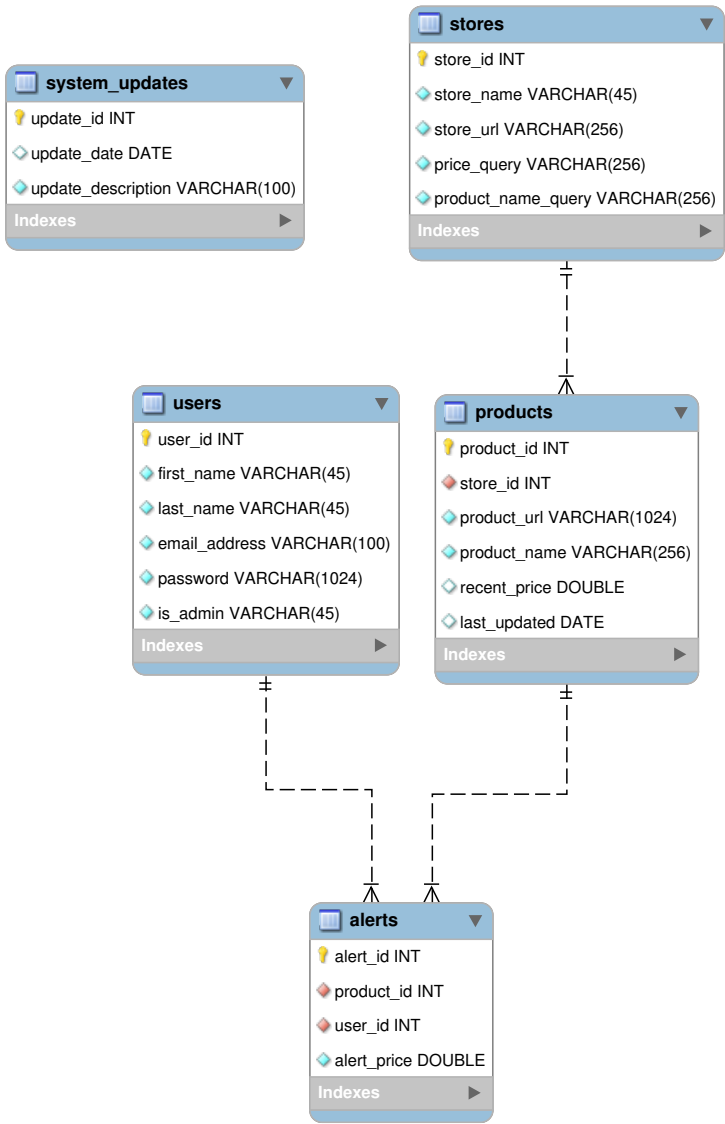 stores
store_id INT
store_name VARCHAR(45)
store_url VARCHAR(256)
price_query VARCHAR(256)
product_name_query VARCHAR(256)
Indexes
system_updates
update_id INT
update_date DATE
update_description VARCHAR(100)
Indexes
users
user_id INT
first_name VARCHAR(45)
last_name VARCHAR(45)
email_address VARCHAR(100)
password VARCHAR(1024)
is_admin VARCHAR(45)
Indexes
products
product_id INT
store_id INT
product_url VARCHAR(1024)
product_name VARCHAR(256)
recent_price DOUBLE
last_updated DATE
Indexes
alerts
alert_id INT
product_id INT
user_id INT
alert_price DOUBLE
Indexes